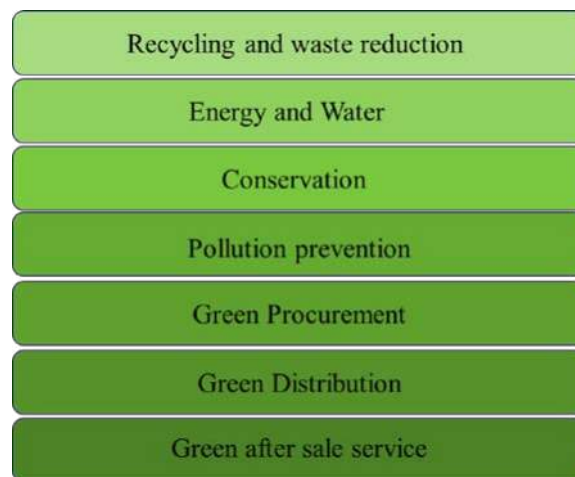 Recycling and waste reduction
Energy and Water
Conservation
Pollution prevention
Green Procurement
Green Distribution
Green after sale service